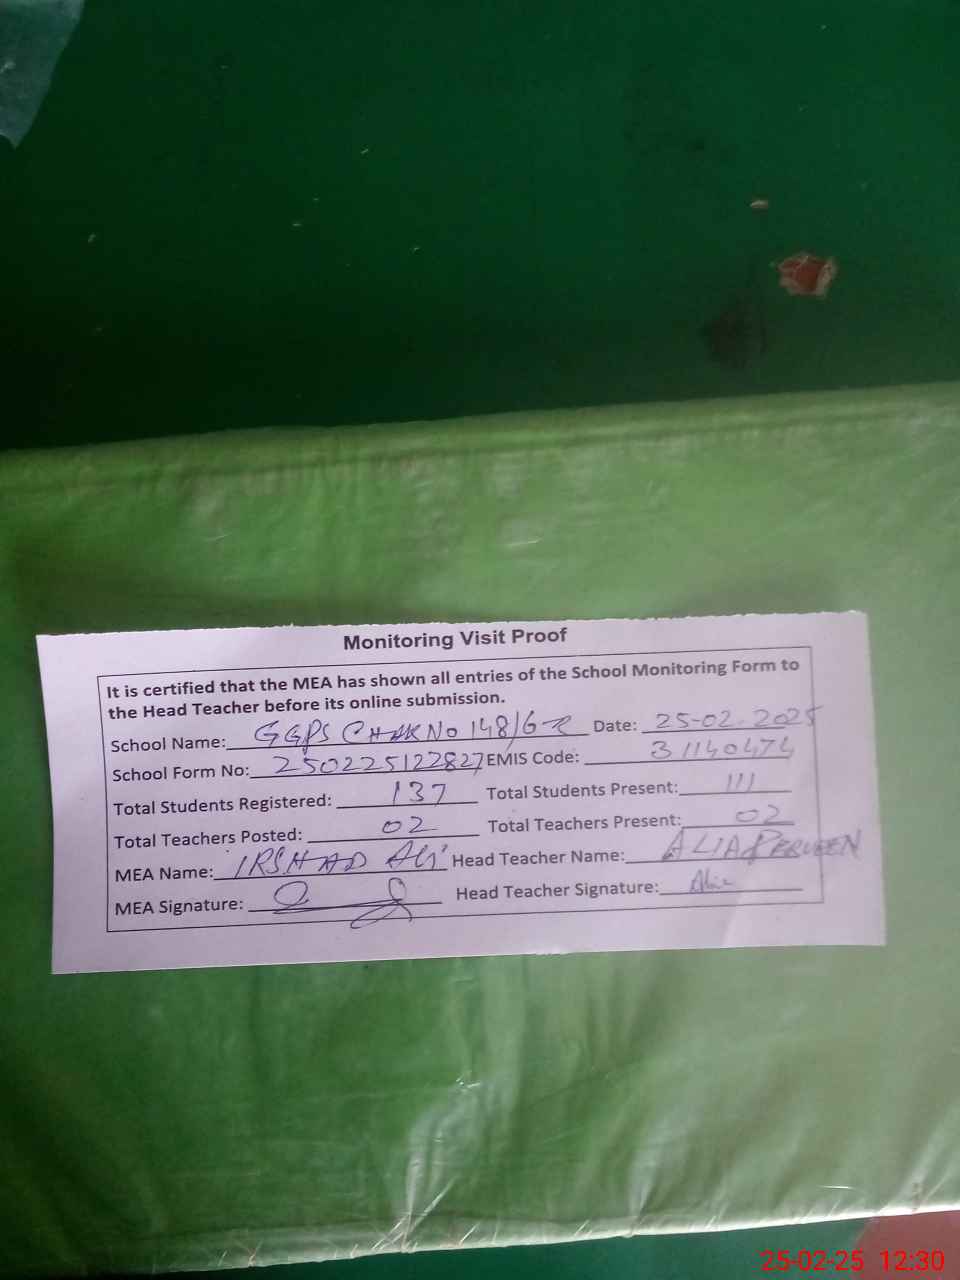 Monitoring Visit Proof
It is certified that the MEA has shown all entries of the School Monitoring Form to
the Head Teacher before its online submission.
School Name: GGPS CHAK No 148/6-R Date: 25-02-2025
School Form No: 250225122827 EMIS Code: 31140474
Total Students Registered: 137 Total Students Present: 111
Total Teachers Posted: 02 Total Teachers Present: 02
MEA Name: IRSHAD Ali Head Teacher Name: ALIA PERVEEN
MEA Signature: Head Teacher Signature: Alia
25-02-25 12:30